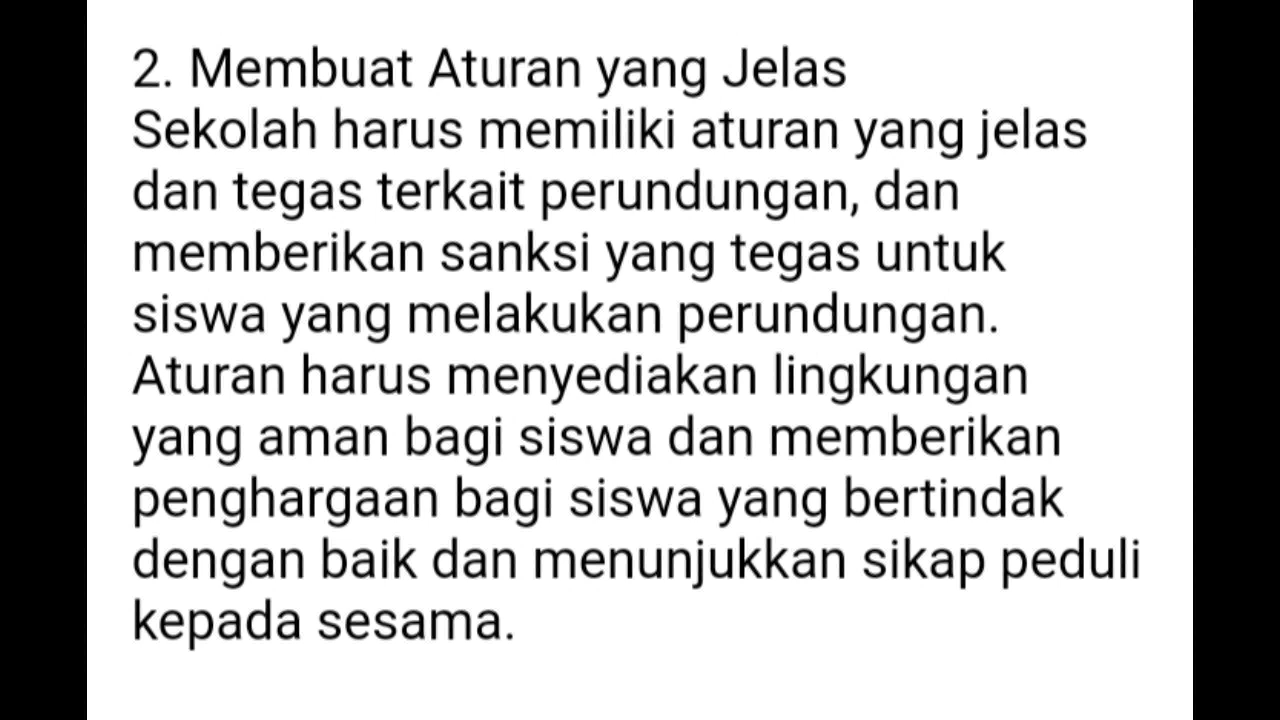 2. Membuat Aturan yang Jelas
Sekolah harus memiliki aturan yang jelas
dan tegas terkait perundungan, dan
memberikan sanksi yang tegas untuk
siswa yang melakukan perundungan.
Aturan harus menyediakan lingkungan
yang aman bagi siswa dan memberikan
penghargaan bagi siswa yang bertindak
dengan baik dan menunjukkan sikap peduli
kepada sesama.